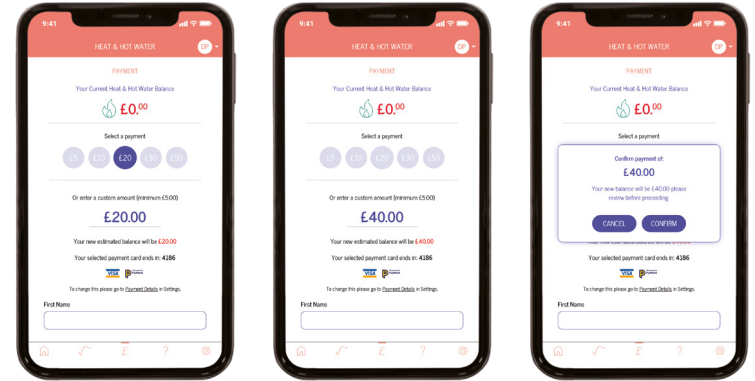 9:41
HEAT & HOT WATER
DP
PAYMENT
Your Current Heat & Hot Water Balance
£0.00
Select a payment
£5 £10 £20 £30 £50
Or enter a custom amount (minimum £5.00)
£20.00
Your new estimated balance will be £20.00
Your selected payment card ends in: 4186
VISA
To change this please go to Payment Details in Settings.
First Name
£
?
9:41
HEAT & HOT WATER
DP
PAYMENT
Your Current Heat & Hot Water Balance
£0.00
Select a payment
£5 £10 £20 £30 £50
Or enter a custom amount (minimum £5.00)
£40.00
Your new estimated balance will be £40.00
Your selected payment card ends in: 4186
VISA
To change this please go to Payment Details in Settings.
First Name
£
?
9:41
HEAT & HOT WATER
DP
PAYMENT
Your Current Heat & Hot Water Balance
£0.00
Select a payment
Confirm payment of:
£40.00
Your new balance will be £40.00 please
review before proceeding.
CANCEL CONFIRM
Your selected payment card ends in: 4186
VISA
To change this please go to Payment Details in Settings.
First Name
£
?